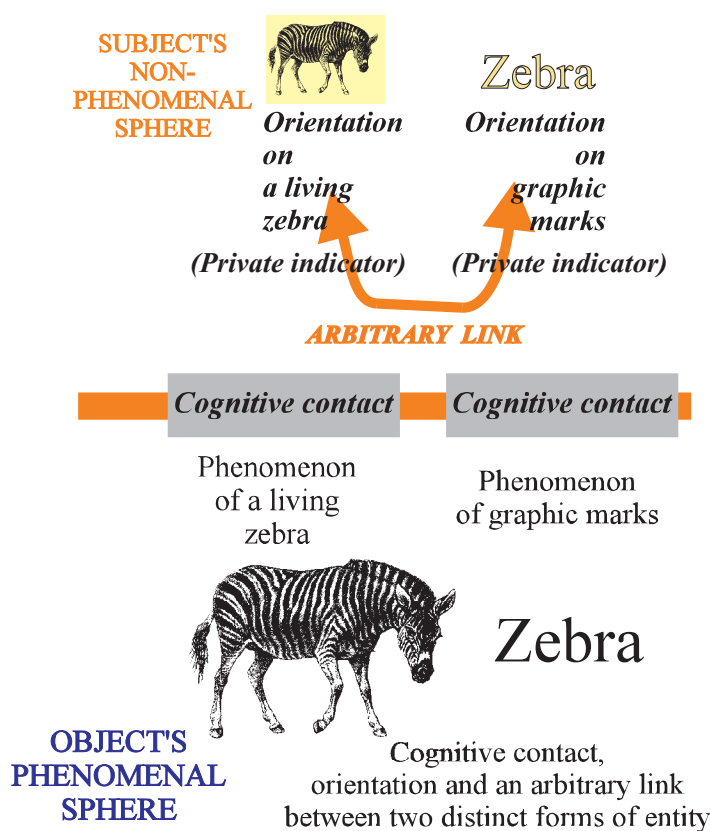 SUBJECT'S
NON-
PHENOMENAL
SPHERE
Zebra
Orientation
on
a living
zebra
(Private indicator)
Orientation
on
graphic
marks
(Private indicator)
ARBITRARY LINK
Cognitive contact
Cognitive contact
Phenomenon
of a living
zebra
Phenomenon
of graphic marks
Zebra
OBJECT'S
PHENOMENAL
SPHERE
Cognitive contact,
orientation and an arbitrary link
between two distinct forms of entity